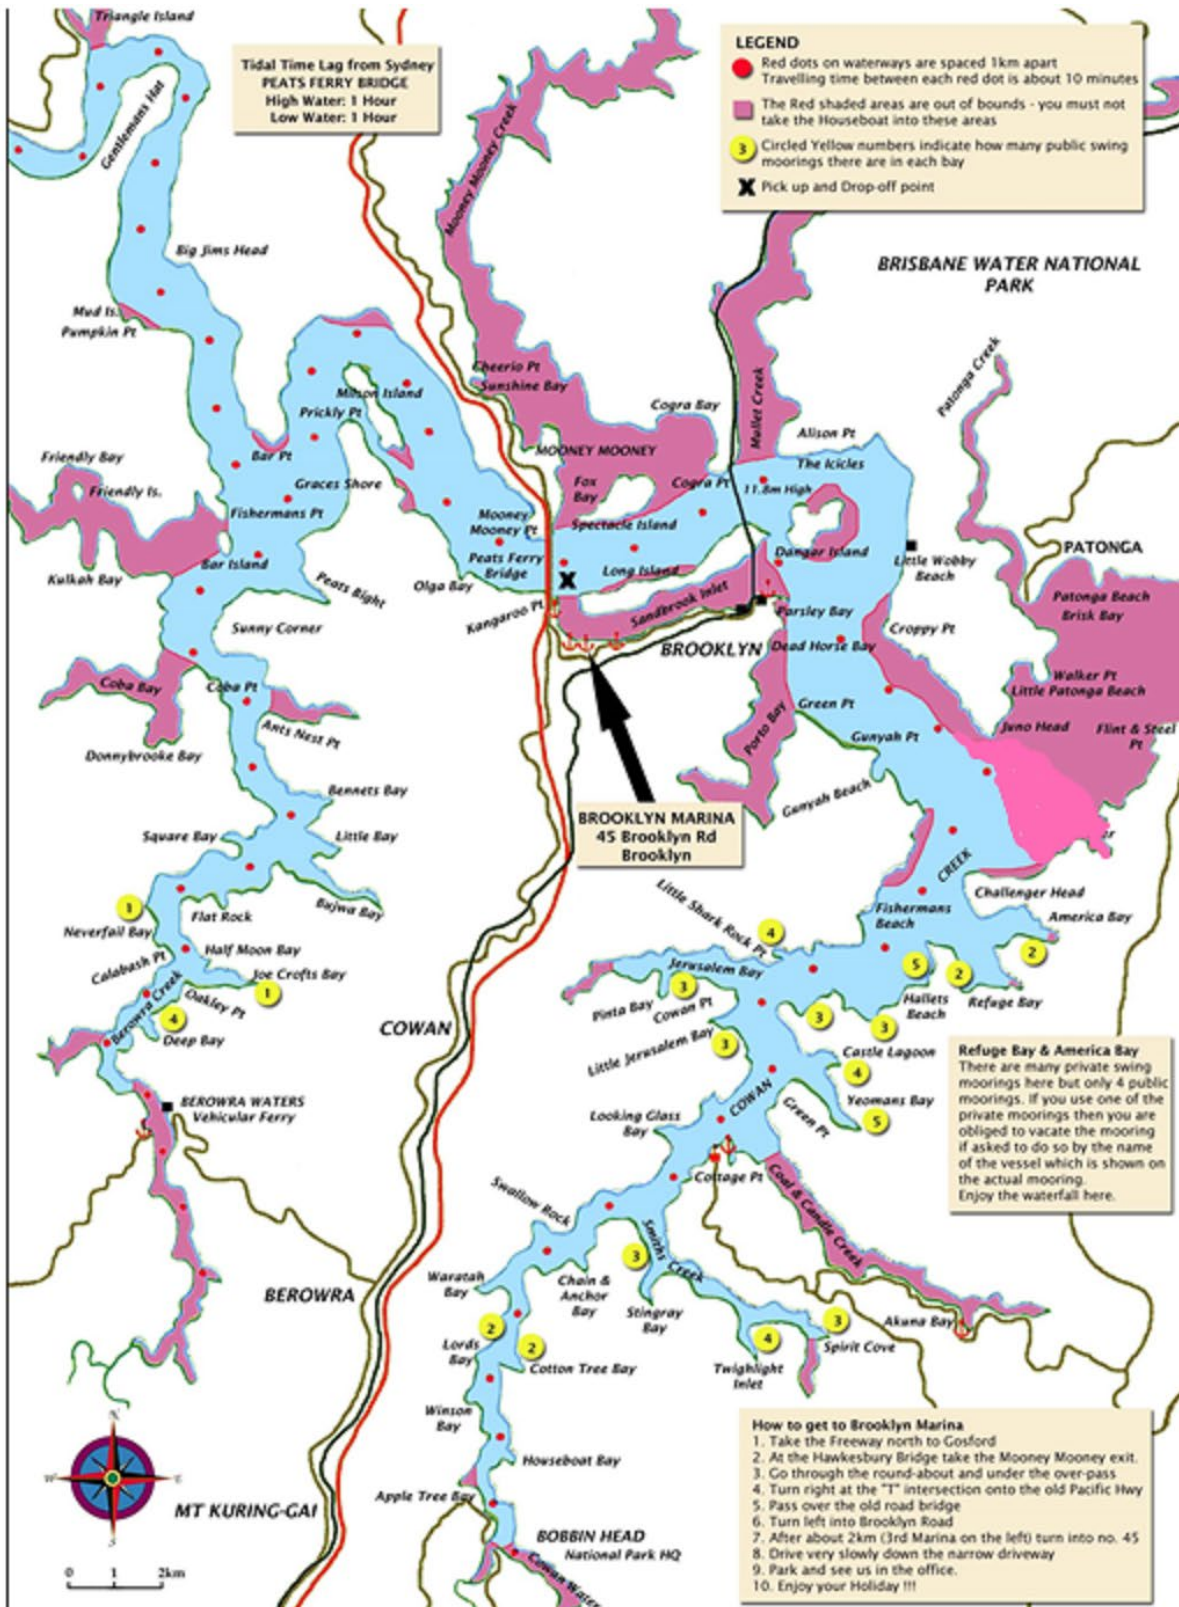 Triangle Island
Gentlemans Hat
Tidal Time Lag from Sydney
PEATS FERRY BRIDGE
High Water: 1 Hour
Low Water: 1 Hour
LEGEND
Red dots on waterways are spaced 1km apart
Travelling time between each red dot is about 10 minutes
The Red shaded areas are out of bounds - you must not
take the Houseboat into these areas
3
Circled Yellow numbers indicate how many public swing
moorings there are in each bay
X Pick up and Drop-off point
Mooney Mooney Creek
Big Jims Head
BRISBANE WATER NATIONAL
PARK
Mud Is.
Pumpkin Pt
Patonga Creek
Cheerio Pt
Sunshine Bay
Milson Island
Prickly Pt
Cogra Bay
Mullet Creek
Alison Pt
Bar Pt
MOONEY MOONEY
The Icicles
Friendly Bay
Friendly Is.
Graces Shore
Fox
Bay
Cogra Pt
11.8m High
Fishermans Pt
Mooney
Mooney Pt
Spectacle Island
Kulkah Bay
Bar Island
Peats Ferry
Bridge
Dangar Island
Little Wobby
Beach
PATONGA
Olga Bay
X
Long Island
Peats Bight
Kangaroo Pt
Sandbrook Inlet
Parsley Bay
Patonga Beach
Brisk Bay
Sunny Corner
BROOKLYN
Dead Horse Bay
Croppy Pt
Coba Bay
Coba Pt
Walker Pt
Little Patonga Beach
Green Pt
Porto Bay
Juno Head
Flint & Steel
Pt
Ants Nest Pt
Gunyah Pt
Donnybrooke Bay
Bennets Bay
Gunyah Beach
BROOKLYN MARINA
45 Brooklyn Rd
Brooklyn
Square Bay
Little Bay
CREEK
Challenger Head
Bujwa Bay
1
Flat Rock
Neverfail Bay
Little Shark Rock Pt
4
Fishermans
Beach
America Bay
2
Half Moon Bay
Calabash Pt
Joe Crofts Bay
1
Jerusalem Bay
5
2
Berowra Creek
Oakley Pt
4
Deep Bay
3
Pinta Bay
Cowan Pt
3
Hallets
Beach
Refuge Bay
COWAN
Little Jerusalem Bay
3
3
Castle Lagoon
4
Refuge Bay & America Bay
There are many private swing
moorings here but only 4 public
moorings. If you use one of the
private moorings then you are
obliged to vacate the mooring
if asked to do so by the name
of the vessel which is shown on
the actual mooring.
Enjoy the waterfall here.
BEROWRA WATERS
Vehicular Ferry
COWAN
Yeomans Bay
5
Looking Glass
Bay
Green Pt
Cottage Pt
Coal & Candle Creek
Swallow Rock
Smiths Creek
3
Waratah
Bay
BEROWRA
Chain &
Anchor
Bay
Stingray
Bay
Akuna Bay
3
2
Lords
Bay
2
Cotton Tree Bay
4
Twighlight
Inlet
Spirit Cove
Winson
Bay
Houseboat Bay
Apple Tree Bay
BOBBIN HEAD
National Park HQ
Cowan Water
N
W
E
S
MT KURING-GAI
0 1 2km
How to get to Brooklyn Marina
1. Take the Freeway north to Gosford
2. At the Hawkesbury Bridge take the Mooney Mooney exit.
3. Go through the round-about and under the over-pass
4. Turn right at the "T" intersection onto the old Pacific Hwy
5. Pass over the old road bridge
6. Turn left into Brooklyn Road
7. After about 2km (3rd Marina on the left) turn into no. 45
8. Drive very slowly down the narrow driveway
9. Park and see us in the office.
10. Enjoy your Holiday !!!